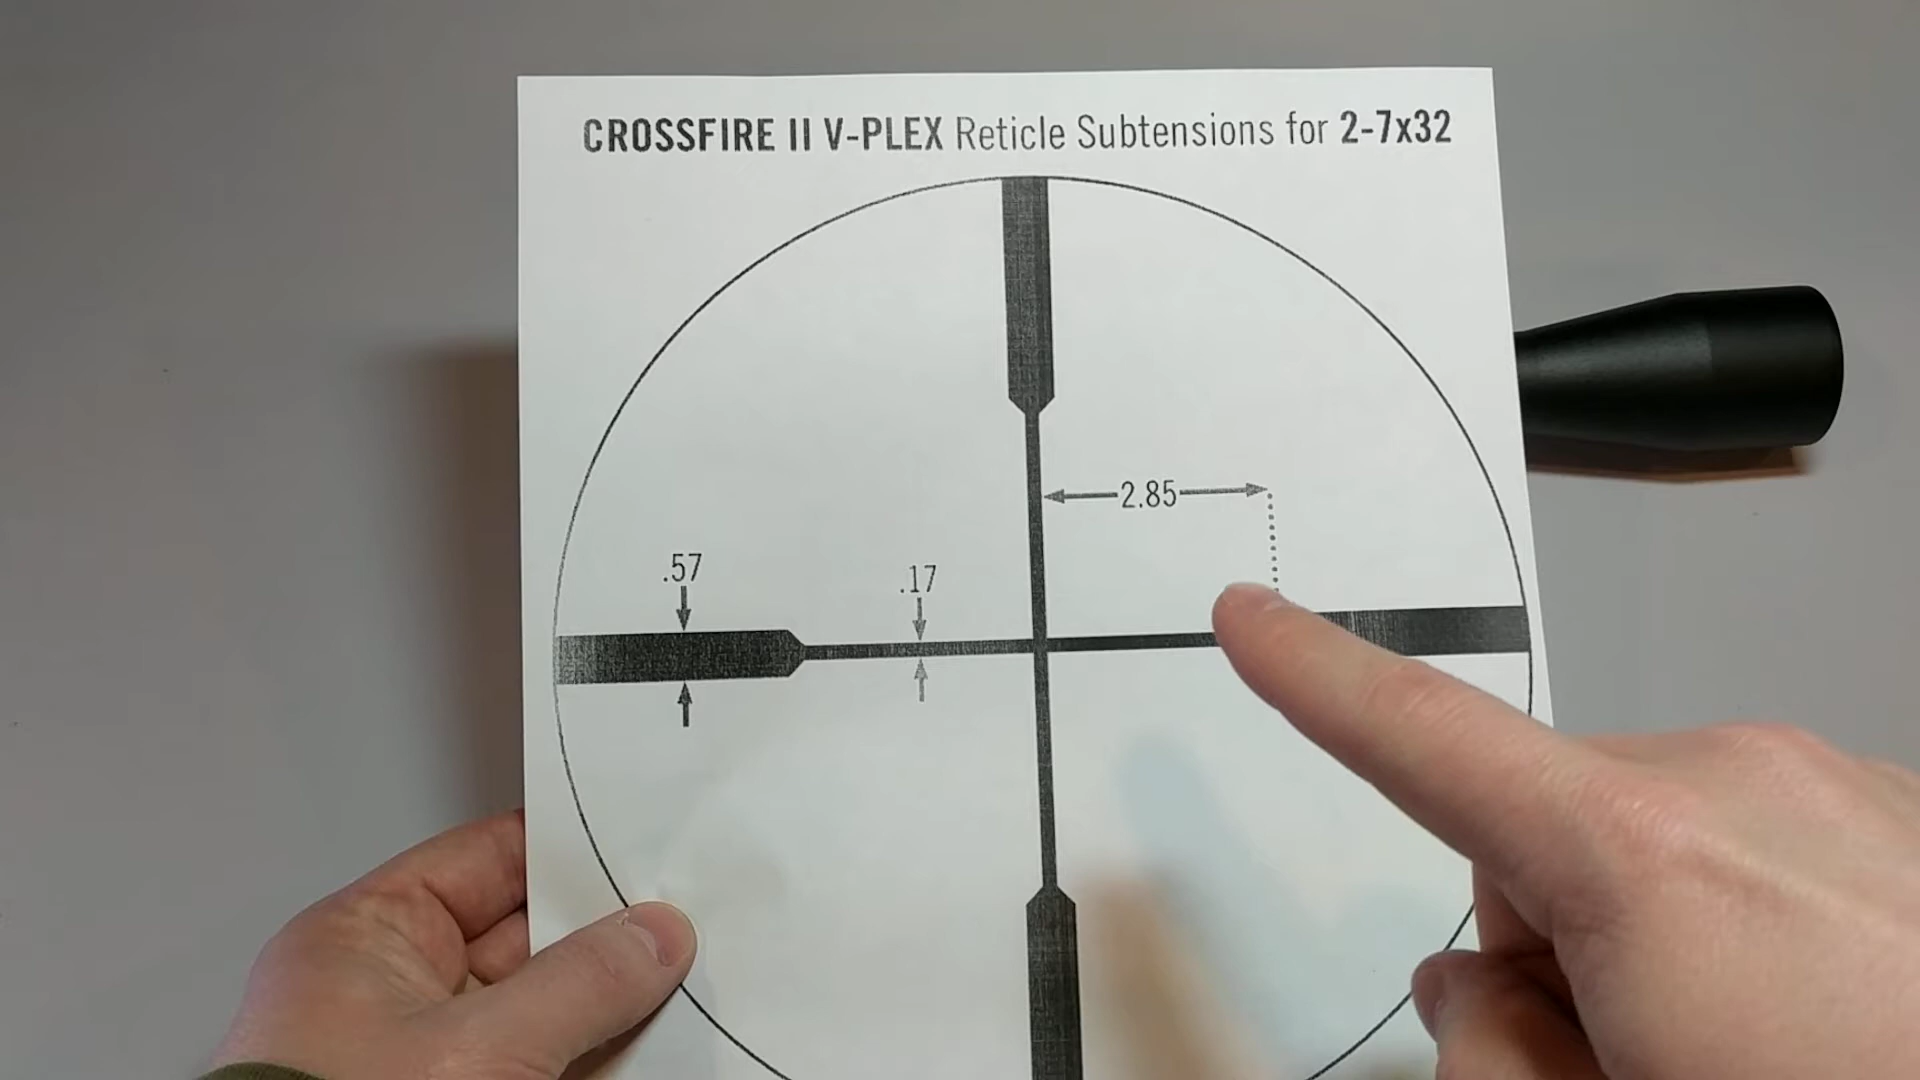 CROSSFIRE II V-PLEX Reticle Subtensions for 2-7x32
2.85
.57
.17